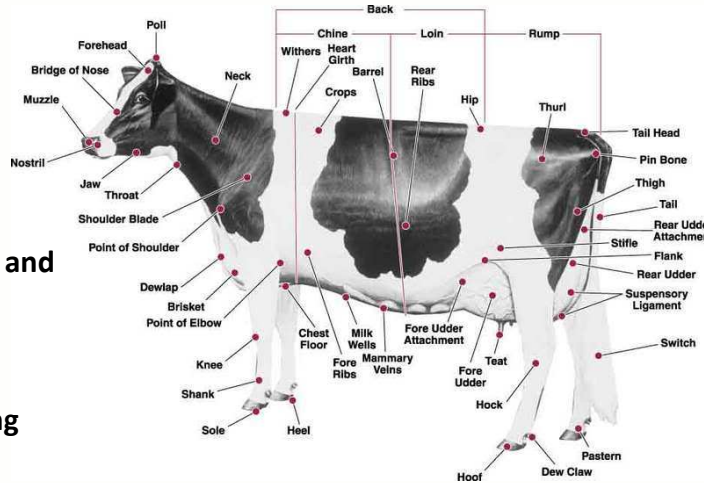 Back
Chine
Loin
Rump
Poll
Forehead
Bridge of Nose
Muzzle
Nostril
Jaw
Throat
Neck
Withers
Heart
Girth
Crops
Barrel
Rear
Ribs
Hip
Thurl
Tail Head
Pin Bone
Thigh
Tail
Rear Udder
Attachment
Shoulder Blade
Point of Shoulder
Stifle
Flank
Rear Udder
Suspensory
Ligament
and
Dewlap
Brisket
Point of Elbow
Chest
Floor
Fore
Ribs
Milk
Wells
Mammary
Veins
Fore Udder
Attachment
Fore
Udder
Teat
Switch
Knee
Shank
Sole
Heel
Hock
Hoof
Dew Claw
Pastern